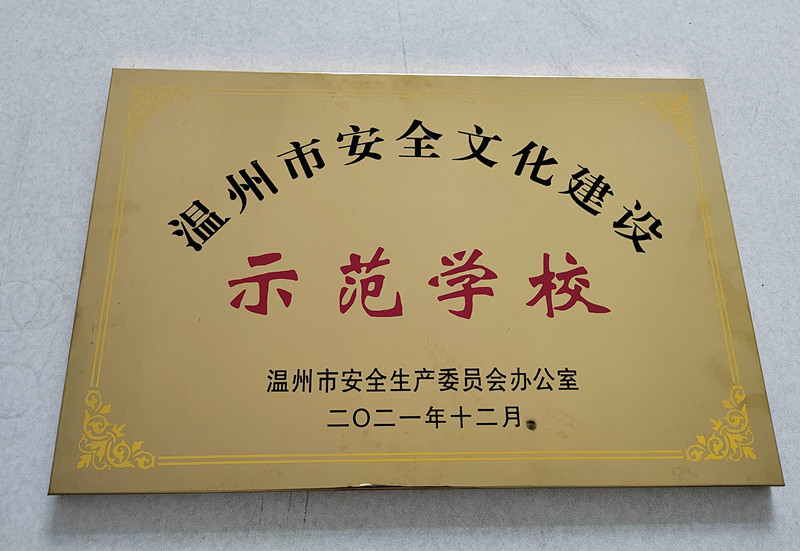 温州市安全文化建设
示范学校
温州市安全生产委员会办公室
二〇二一年十二月